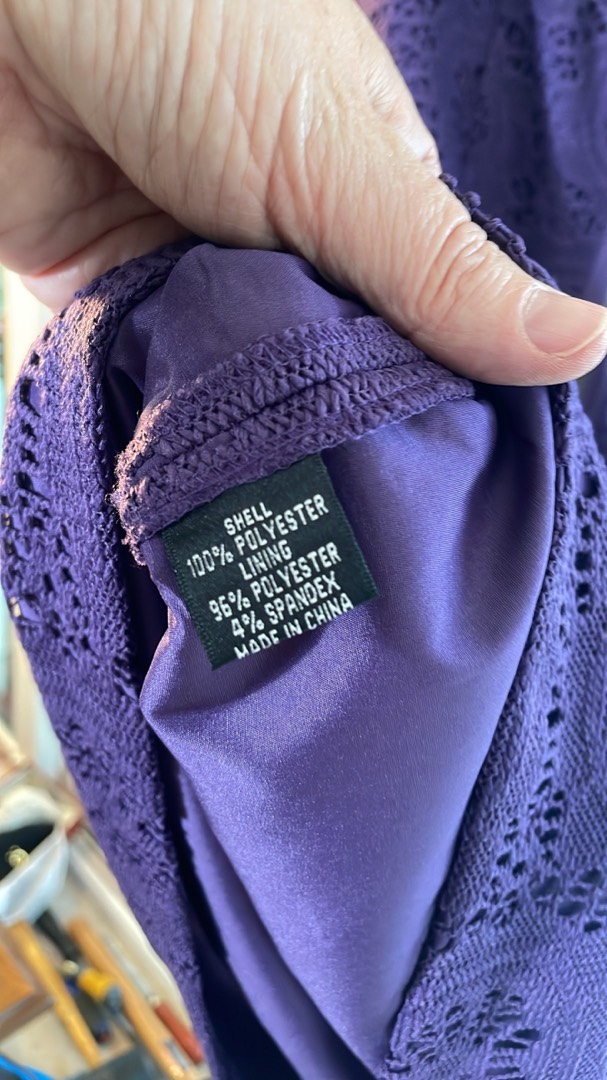 SHELL
100% POLYESTER
LINING
96% POLYESTER
4% SPANDEX
MADE IN CHINA